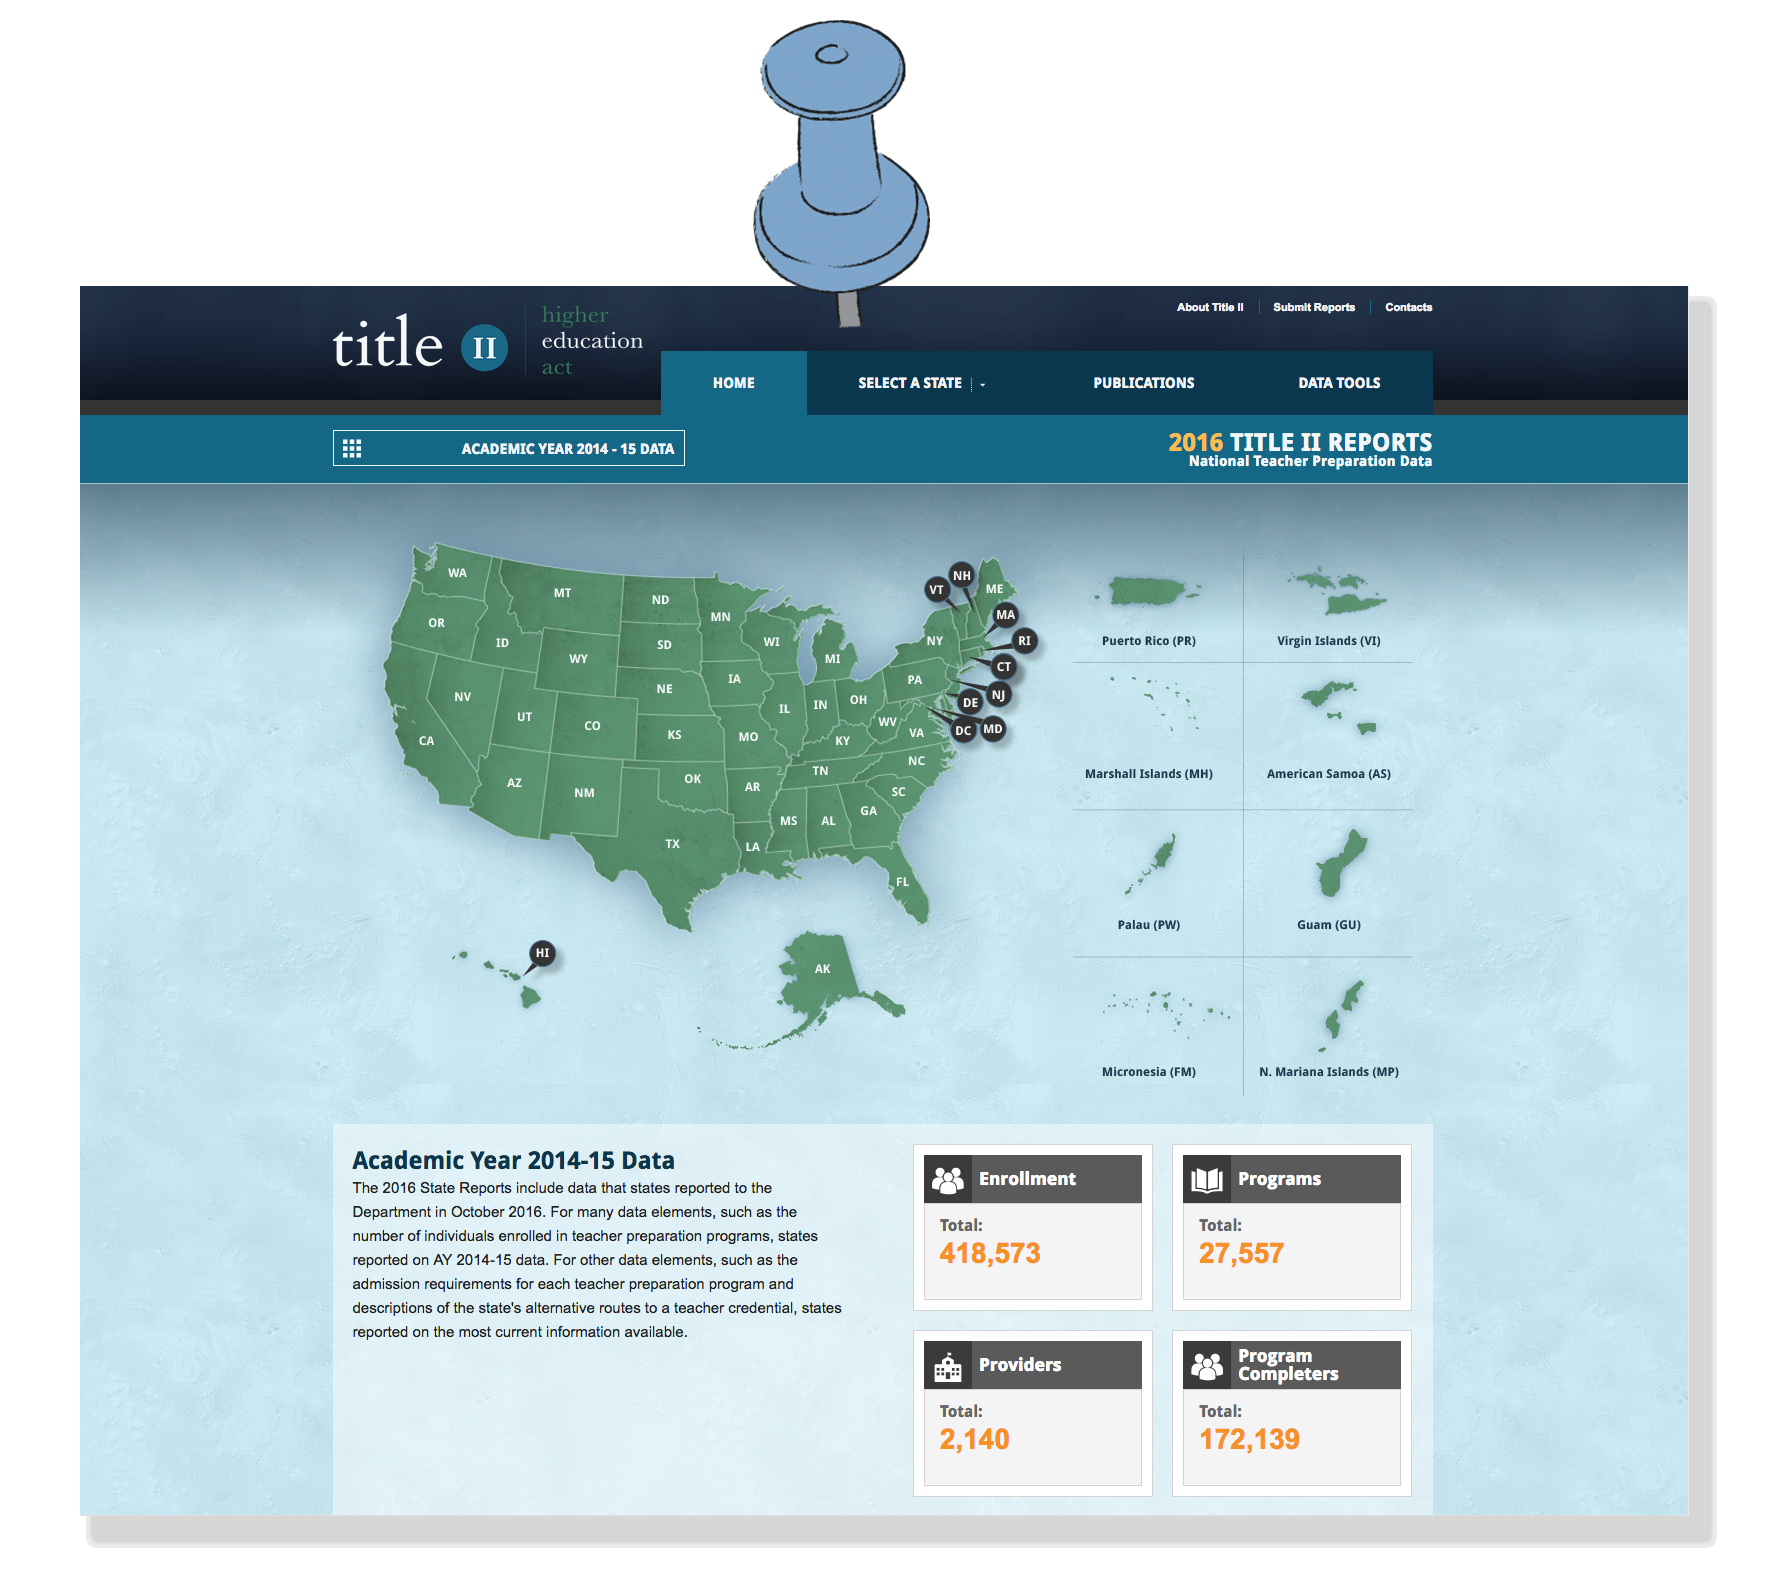 About Title II
Submit Reports
Contacts
title II
higher
education
act
HOME
SELECT A STATE
PUBLICATIONS
DATA TOOLS
ACADEMIC YEAR 2014 - 15 DATA
2016 TITLE II REPORTS
National Teacher Preparation Data
WA
MT
ND
MN
OR
ID
SD
WI
MI
WY
NV
NE
IA
UT
CO
IL
IN
OH
PA
NY
VT
NH
ME
MA
RI
CT
NJ
DE
DC
MD
WV
VA
CA
KS
MO
KY
NC
TN
AZ
NM
OK
AR
SC
MS
AL
GA
TX
LA
FL
HI
AK
Puerto Rico (PR)
Virgin Islands (VI)
Marshall Islands (MH)
American Samoa (AS)
Palau (PW)
Guam (GU)
Micronesia (FM)
N. Mariana Islands (MP)
Academic Year 2014-15 Data
The 2016 State Reports include data that states reported to the
Department in October 2016. For many data elements, such as the
number of individuals enrolled in teacher preparation programs, states
reported on AY 2014-15 data. For other data elements, such as the
admission requirements for each teacher preparation program and
descriptions of the state's alternative routes to a teacher credential, states
reported on the most current information available.
Enrollment
Total:
418,573
Programs
Total:
27,557
Providers
Total:
2,140
Program
Completers
Total:
172,139